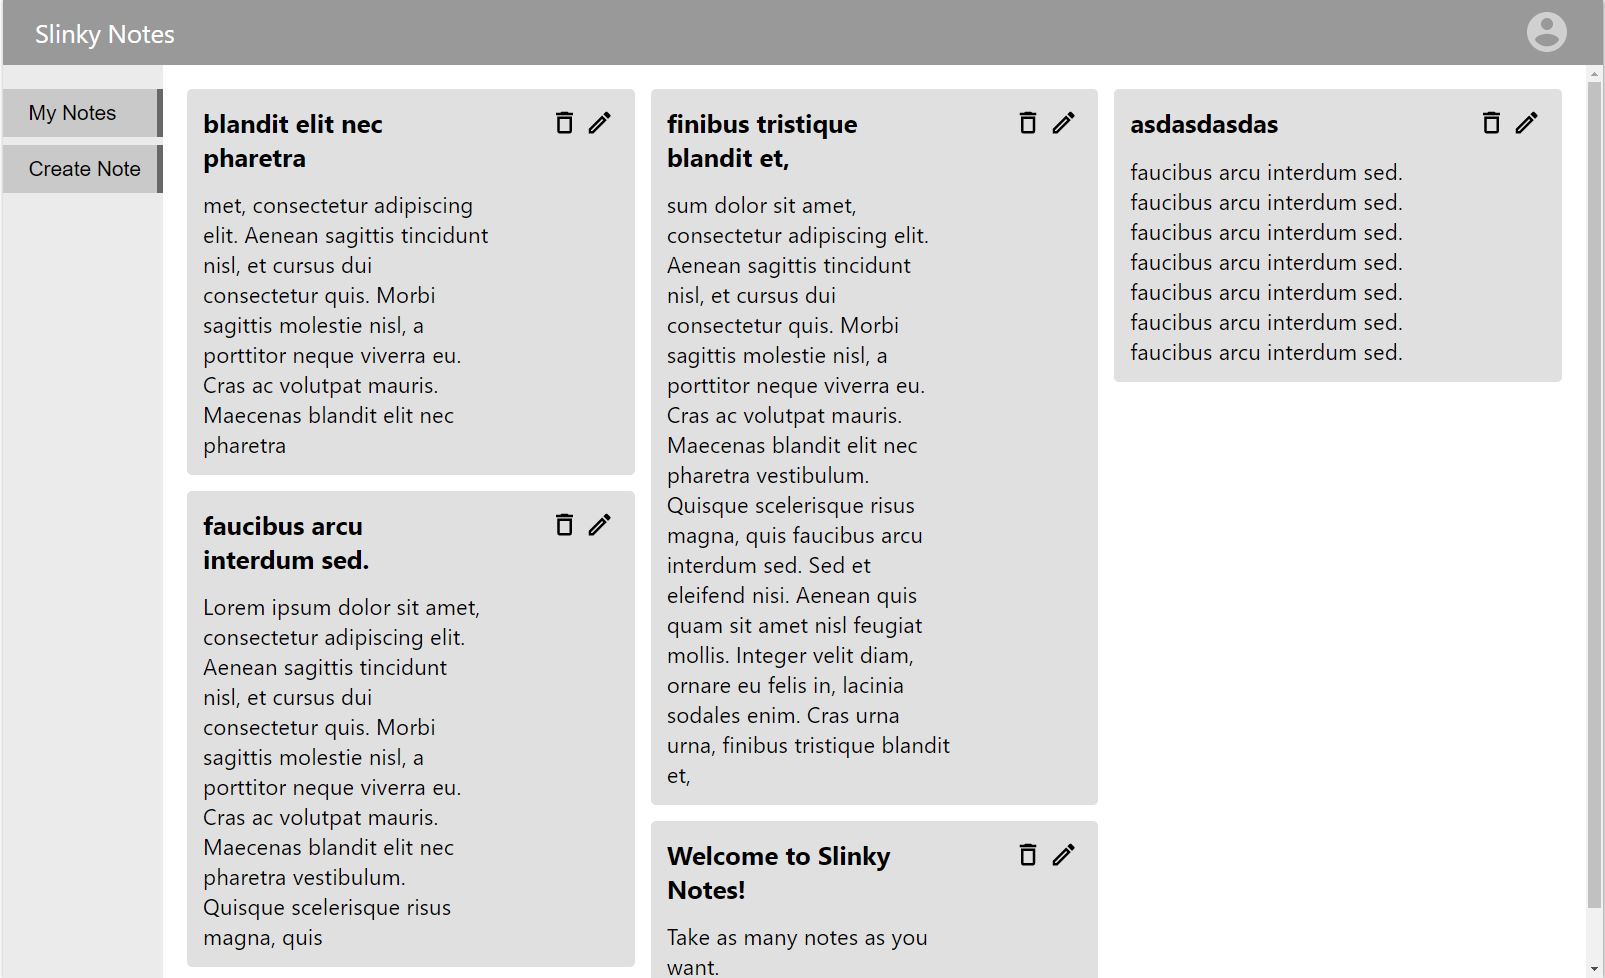 Slinky Notes
My Notes
Create Note
blandit elit nec
pharetra
met, consectetur adipiscing
elit. Aenean sagittis tincidunt
nisl, et cursus dui
consectetur quis. Morbi
sagittis molestie nisl, a
porttitor neque viverra eu.
Cras ac volutpat mauris.
Maecenas blandit elit nec
pharetra
faucibus arcu
interdum sed.
Lorem ipsum dolor sit amet,
consectetur adipiscing elit.
Aenean sagittis tincidunt
nisl, et cursus dui
consectetur quis. Morbi
sagittis molestie nisl, a
porttitor neque viverra eu.
Cras ac volutpat mauris.
Maecenas blandit elit nec
pharetra vestibulum.
Quisque scelerisque risus
magna, quis
finibus tristique
blandit et,
sum dolor sit amet,
consectetur adipiscing elit.
Aenean sagittis tincidunt
nisl, et cursus dui
consectetur quis. Morbi
sagittis molestie nisl, a
porttitor neque viverra eu.
Cras ac volutpat mauris.
Maecenas blandit elit nec
pharetra vestibulum.
Quisque scelerisque risus
magna, quis faucibus arcu
interdum sed. Sed et
eleifend nisi. Aenean quis
quam sit amet nisl feugiat
mollis. Integer velit diam,
ornare eu felis in, lacinia
sodales enim. Cras urna
urna, finibus tristique blandit
et,
Welcome to Slinky
Notes!
Take as many notes as you
want.
asdasdasdas
faucibus arcu interdum sed.
faucibus arcu interdum sed.
faucibus arcu interdum sed.
faucibus arcu interdum sed.
faucibus arcu interdum sed.
faucibus arcu interdum sed.
faucibus arcu interdum sed.